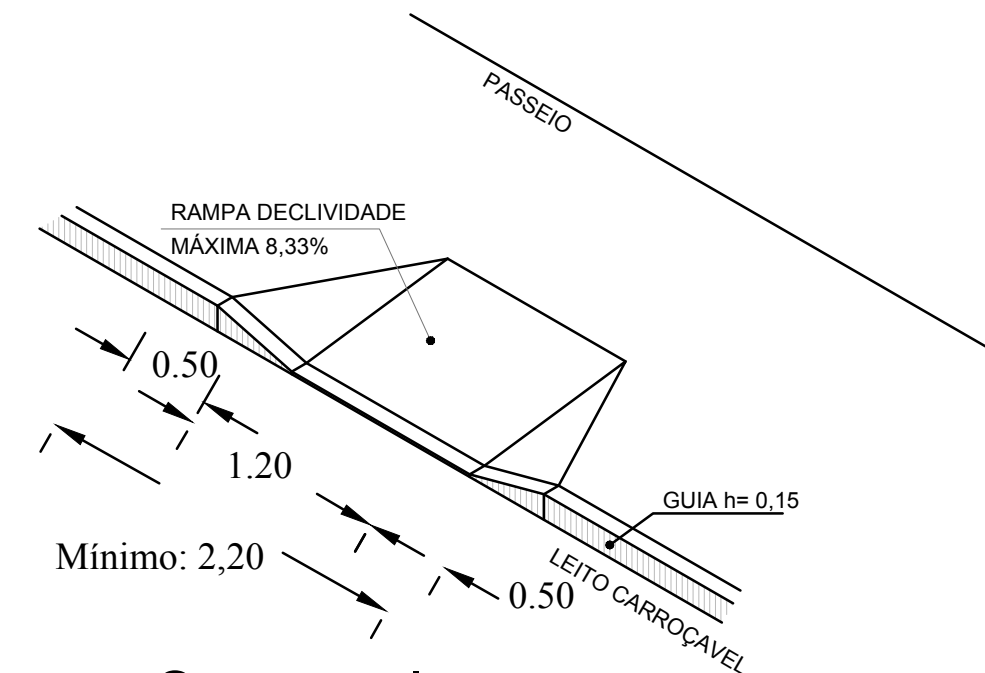 PASSEIO
RAMPA DECLIVIDADE
MÁXIMA 8,33%
0.50
1.20
GUIA h= 0,15
Mínimo: 2,20
0.50
LEITO CARROÇAVEL